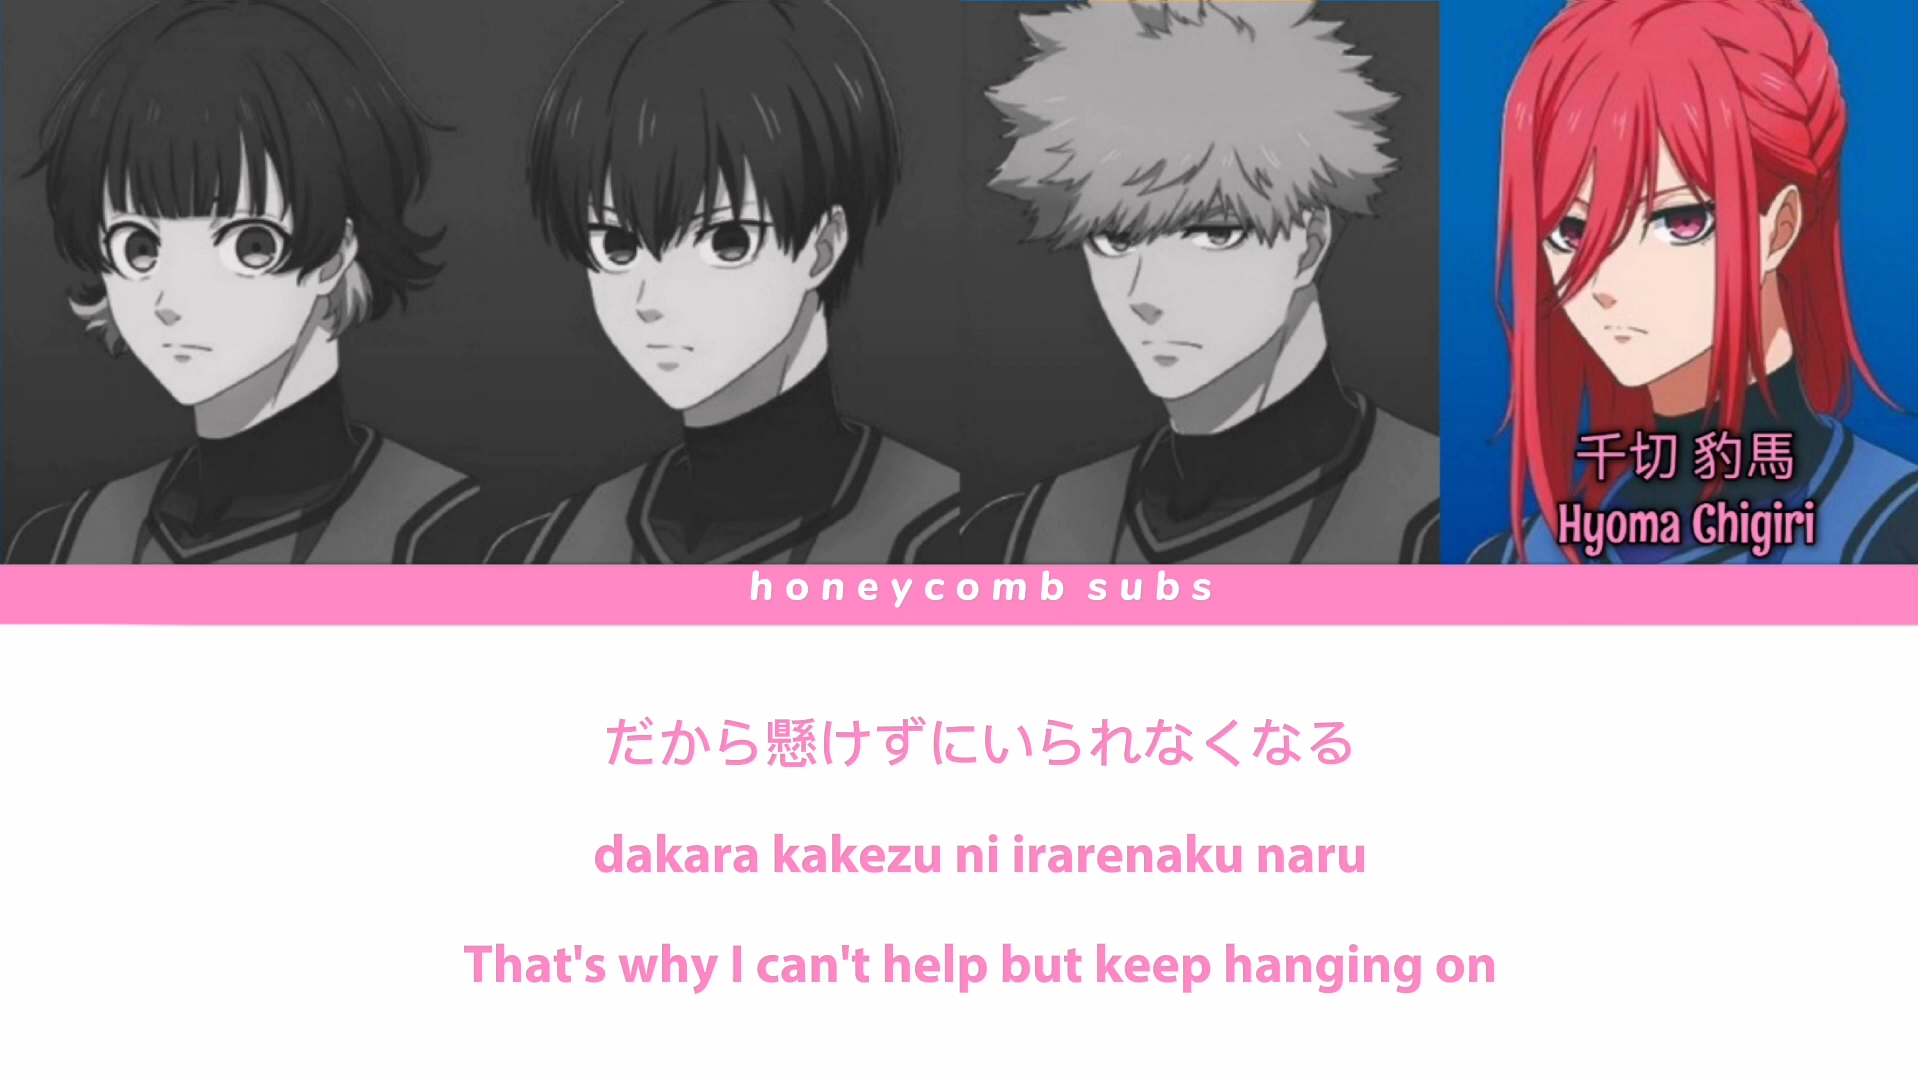 千切 豹馬
Hyoma Chigiri
honeycomb subs
だから懸けずにいられなくなる
dakara kakezu ni irarenaku naru
That's why I can't help but keep hanging on